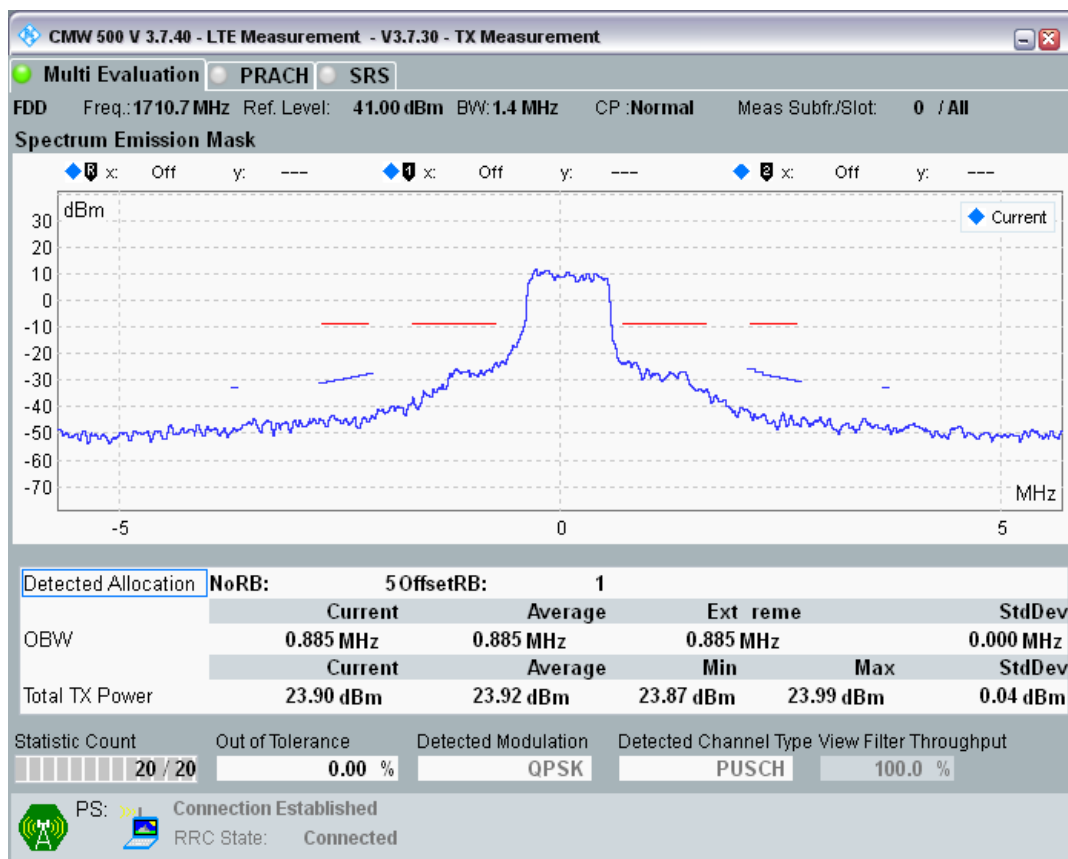 CMW 500 V 3.7.40 - LTE Measurement - V3.7.30 - TX Measurement
Multi Evaluation PRACH SRS
FDD Freq.: 1710.7 MHz Ref. Level: 41.00 dBm BW: 1.4 MHz CP :Normal Meas Subfr./Slot: 0 / All
Spectrum Emission Mask
R x: Off y: --- 1 x: Off y: --- 2 x: Off y: ---
dBm
Current
30
20
10
0
-10
-20
-30
-40
-50
-60
-70
MHz
-5 0 5
Detected Allocation NoRB: 5 OffsetRB: 1
Current Average Ext reme StdDev
OBW 0.885 MHz 0.885 MHz 0.885 MHz 0.000 MHz
Current Average Min Max StdDev
Total TX Power 23.90 dBm 23.92 dBm 23.87 dBm 23.99 dBm 0.04 dBm
Statistic Count Out of Tolerance Detected Modulation Detected Channel Type View Filter Throughput
20 / 20 0.00 % QPSK PUSCH 100.0 %
PS: Connection Established
RRC State: Connected